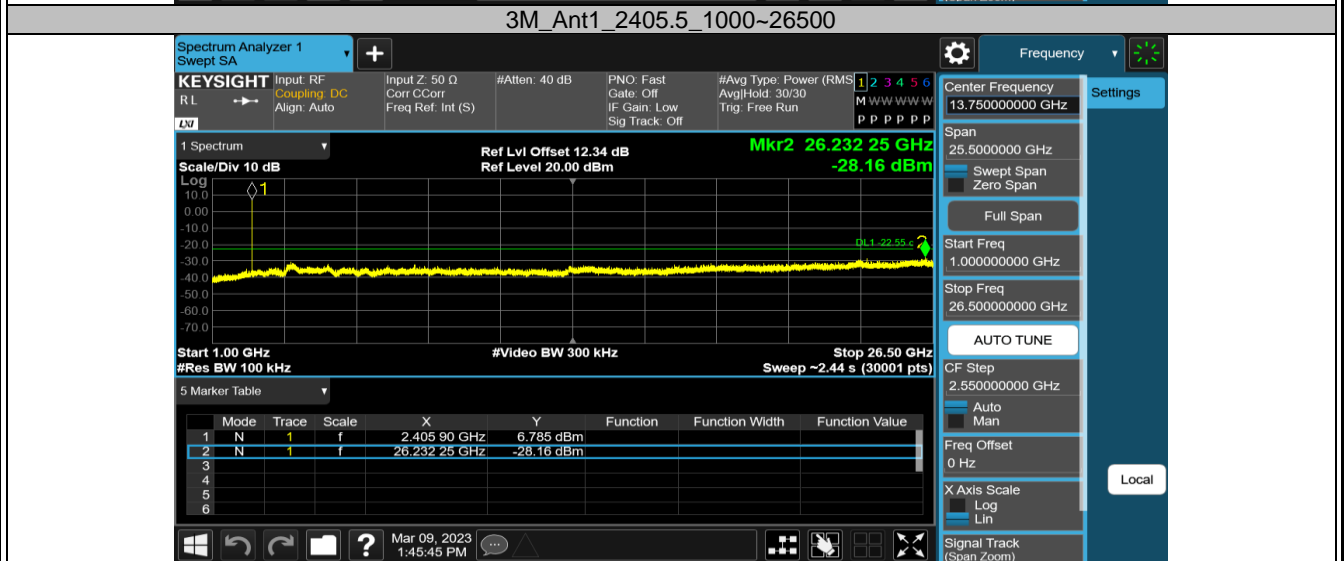 3M_Ant1_2405.5_1000~26500
Spectrum Analyzer 1
Swept SA
+
Frequency
KEYSIGHT
R L
LXI
Input: RF
Coupling: DC
Align: Auto
Input Z: 50 Ω
Corr CCorr
Freq Ref: Int (S)
#Atten: 40 dB
PNO: Fast
Gate: Off
IF Gain: Low
Sig Track: Off
#Avg Type: Power (RMS
Avg|Hold: 30/30
Trig: Free Run
1 2 3 4 5 6
M W W W W W
P P P P P P
1 Spectrum
Scale/Div 10 dB
Ref Lvl Offset 12.34 dB
Ref Level 20.00 dBm
Mkr2 26.232 25 GHz
-28.16 dBm
Log
10.0
0.00
-10.0
-20.0
-30.0
-40.0
-50.0
-60.0
-70.0
1
DL1 -22.55
2
Start 1.00 GHz
#Video BW 300 kHz
Stop 26.50 GHz
#Res BW 100 kHz
Sweep ~2.44 s (30001 pts)
5 Marker Table
Mode Trace Scale X Y Function Function Width Function Value
1 N 1 f 2.405 90 GHz 6.785 dBm
2 N 1 f 26.232 25 GHz -28.16 dBm
3
4
5
6
?
Mar 09, 2023
1:45:45 PM
Center Frequency
13.750000000 GHz
Span
25.5000000 GHz
Swept Span
Zero Span
Full Span
Start Freq
1.000000000 GHz
Stop Freq
26.500000000 GHz
AUTO TUNE
CF Step
2.550000000 GHz
Auto
Man
Freq Offset
0 Hz
X Axis Scale
Log
Lin
Signal Track
(Span Zoom)
Settings
Local